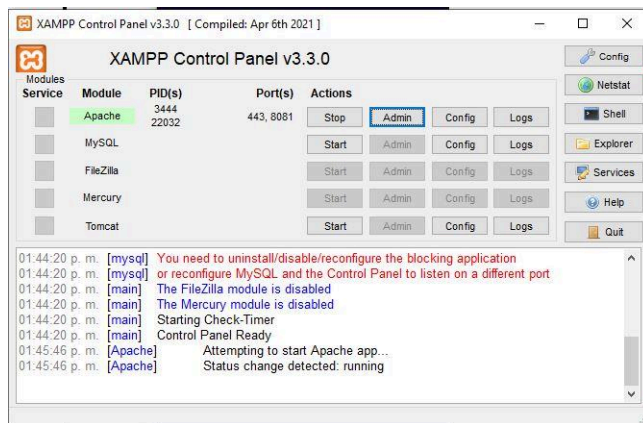 XAMPP Control Panel v3.3.0 [ Compiled: Apr 6th 2021 ]
XAMPP Control Panel v3.3.0
Config
Modules
Service Module PID(s) Port(s) Actions
Netstat
Apache 3444 22032 443, 8081 Stop Admin Config Logs
Shell
MySQL Start Admin Config Logs
Explorer
FileZilla Start Admin Config Logs
Services
Mercury Start Admin Config Logs
Help
Tomcat Start Admin Config Logs
Quit
01:44:20 p. m. [mysql] You need to uninstall/disable/reconfigure the blocking application
01:44:20 p. m. [mysql] or reconfigure MySQL and the Control Panel to listen on a different port
01:44:20 p. m. [main] The FileZilla module is disabled
01:44:20 p. m. [main] The Mercury module is disabled
01:44:20 p. m. [main] Starting Check-Timer
01:44:20 p. m. [main] Control Panel Ready
01:45:46 p. m. [Apache] Attempting to start Apache app...
01:45:46 p. m. [Apache] Status change detected: running